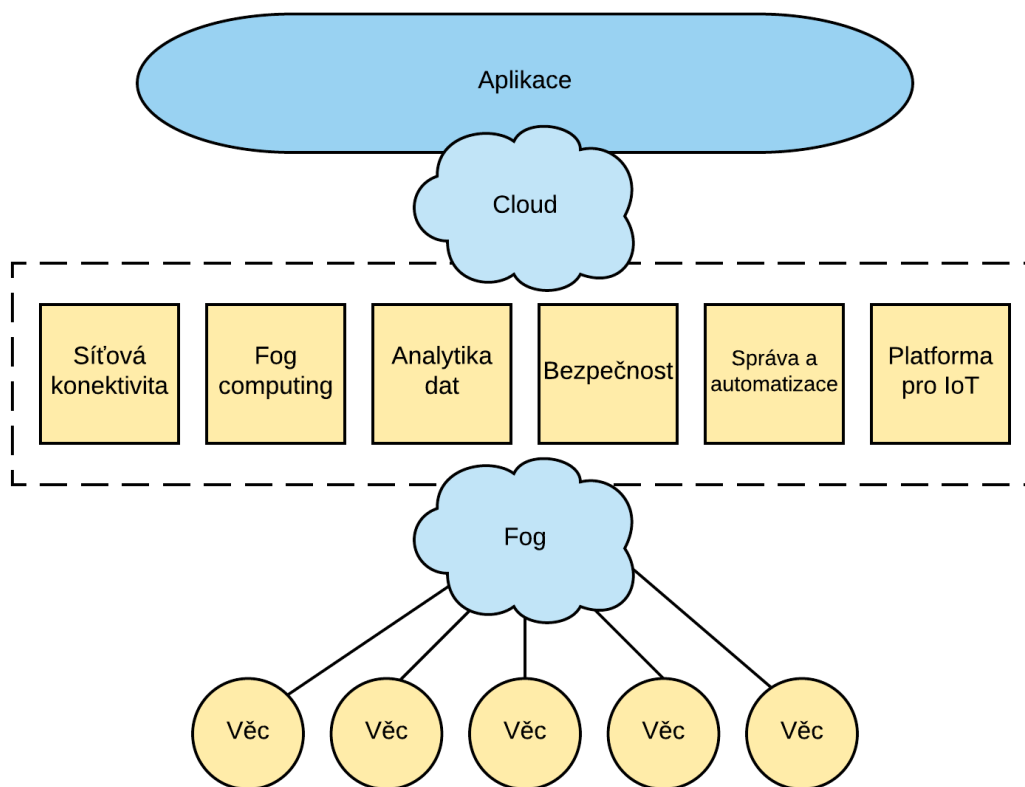 Aplikace
Cloud
Síťová
konektivita
Fog
computing
Analytika
dat
Bezpečnost
Správa a
automatizace
Platforma
pro IoT
Fog
Věc
Věc
Věc
Věc
Věc